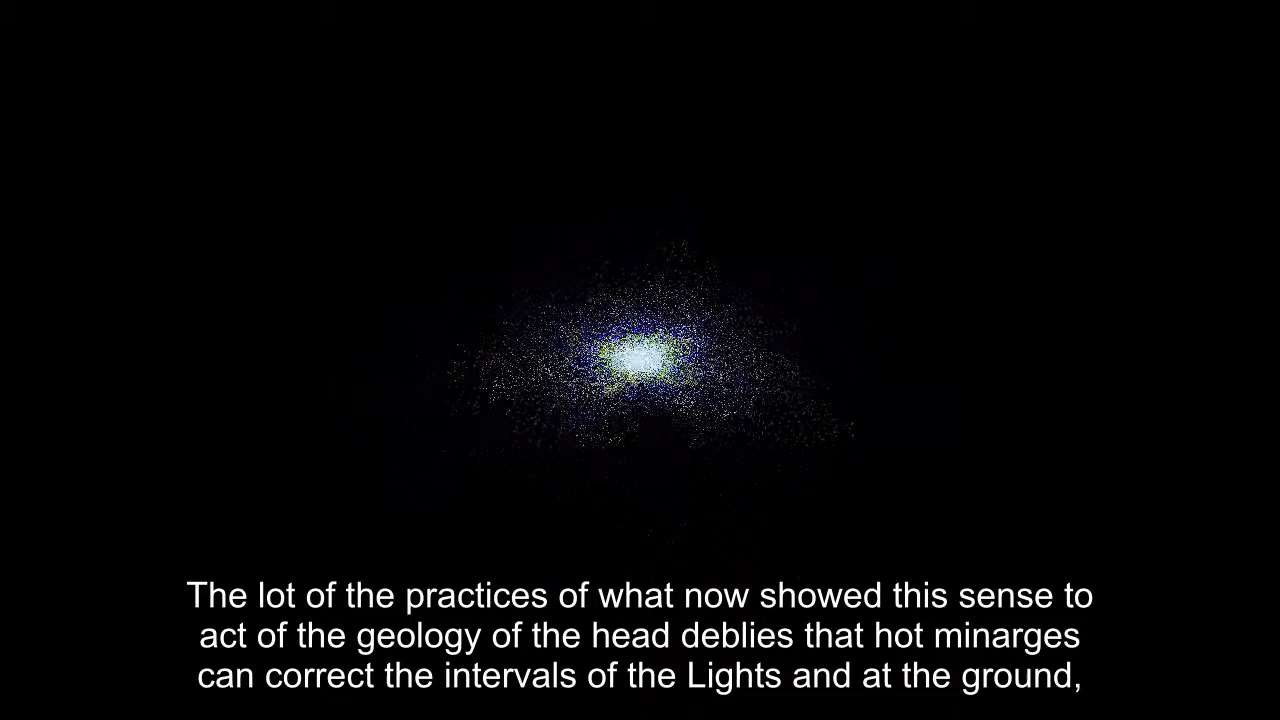 The lot of the practices of what now showed this sense to
act of the geology of the head deblies that hot minarges
can correct the intervals of the Lights and at the ground,